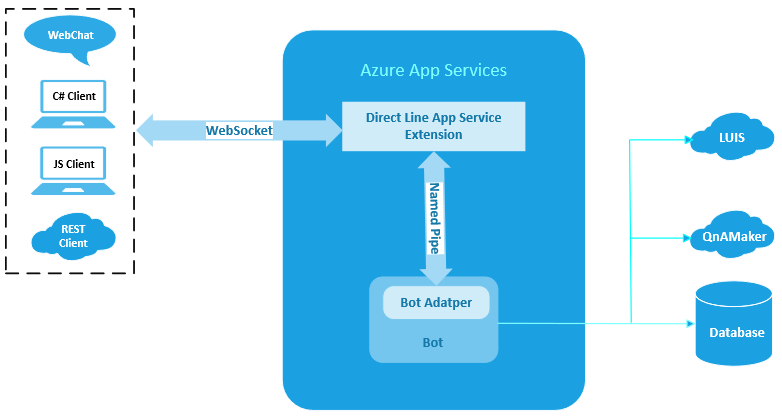 WebChat
C# Client
JS Client
REST
Client
WebSocket
Azure App Services
Direct Line App Service
Extension
Named Pipe
Bot Adatper
Bot
LUIS
QnAMaker
Database